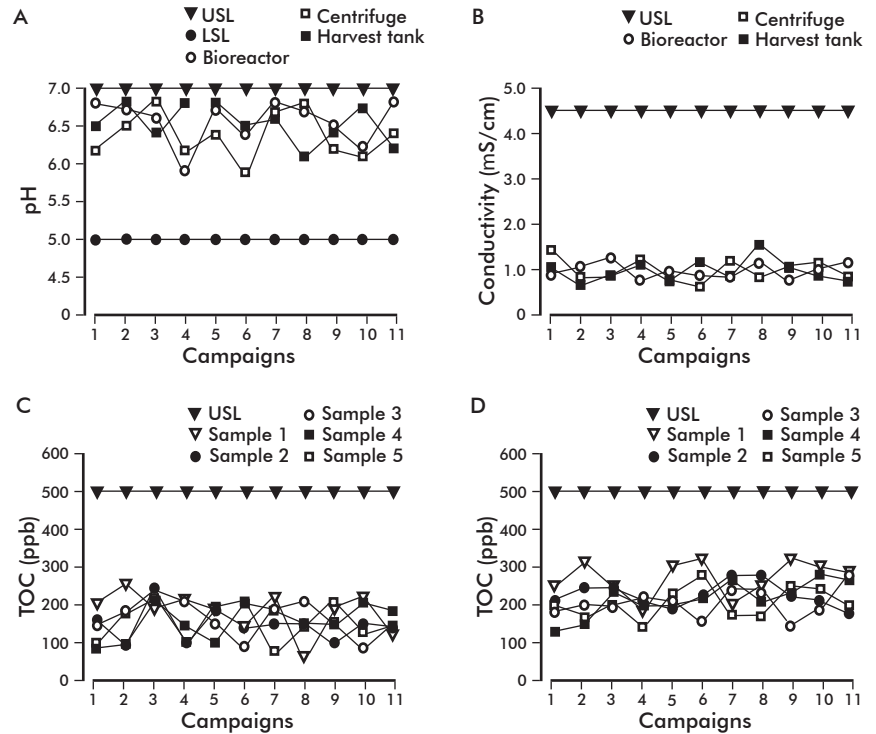 A
USL
LSL
Bioreactor
Centrifuge
Harvest tank
7.0
6.5
6.0
5.5
5.0
4.5
0
pH
1 2 3 4 5 6 7 8 9 10 11
Campaigns
B
USL
Bioreactor
Centrifuge
Harvest tank
5.0
4.0
3.0
2.0
1.0
0
Conductivity (mS/cm)
1 2 3 4 5 6 7 8 9 10 11
Campaigns
C
USL
Sample 1
Sample 2
Sample 3
Sample 4
Sample 5
600
500
400
300
200
100
0
TOC (ppb)
1 2 3 4 5 6 7 8 9 10 11
Campaigns
D
USL
Sample 1
Sample 2
Sample 3
Sample 4
Sample 5
600
500
400
300
200
100
0
TOC (ppb)
1 2 3 4 5 6 7 8 9 10 11
Campaigns